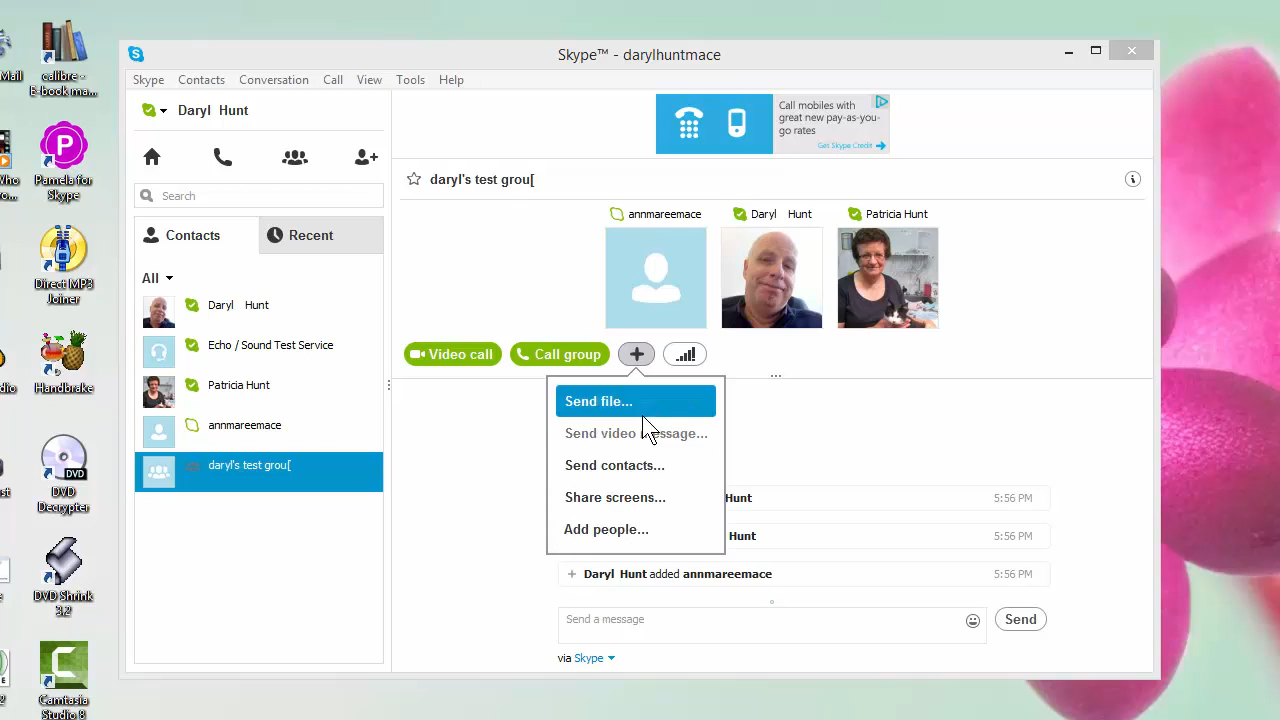 Mail
calibre -
E-book ma...
Who
ro...
Pamela for
Skype
Direct MP3
Joiner
dio
Handbrake
DVD
Decrypter
DVD Shrink
3.2
Camtasia
Studio 8
2
Skype™ - darylhuntmace
Skype Contacts Conversation Call View Tools Help
Daryl Hunt
Search
Contacts
Recent
All
Daryl Hunt
Echo / Sound Test Service
Patricia Hunt
annmareemace
daryl's test grou[
Call mobiles with
great new pay-as-you-
go rates
Get Skype Credit
daryl's test grou[
annmareemace
Daryl Hunt
Patricia Hunt
Video call
Call group
Send file...
Send video message...
Send contacts...
Share screens...
Add people...
Hunt 5:56 PM
Hunt 5:56 PM
Daryl Hunt added annmareemace 5:56 PM
Send a message
Send
via Skype